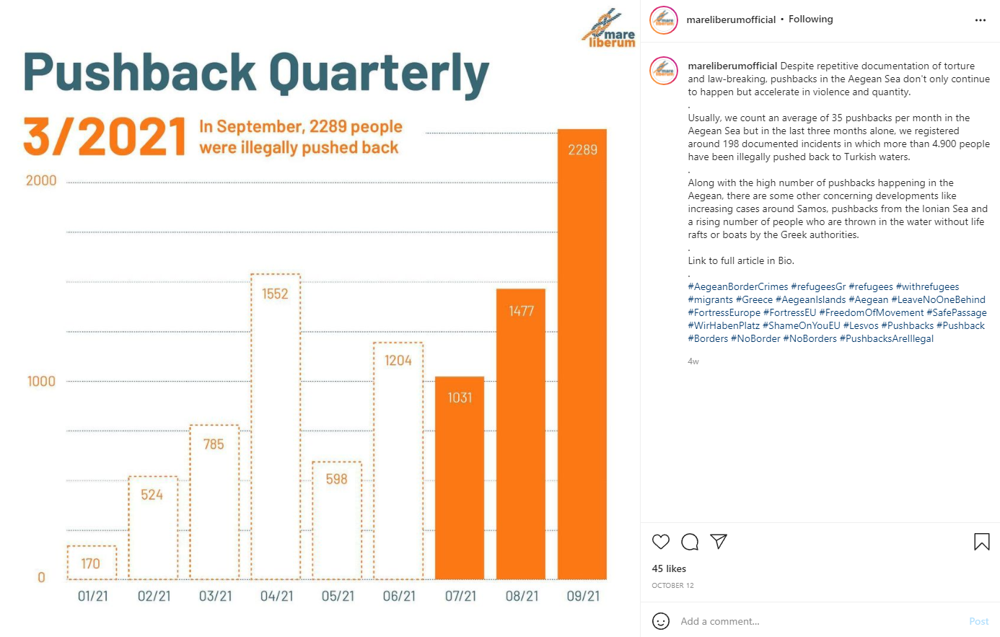 mare
liberum
Pushback Quarterly
3/2021
In September, 2289 people
were illegally pushed back
2289
2000
1552
1477
1204
1000
1031
785
598
524
170
0
01/21
02/21
03/21
04/21
05/21
06/21
07/21
08/21
09/21
mareliberumofficial • Following
mareliberumofficial Despite repetitive documentation of torture
and law-breaking, pushbacks in the Aegean Sea don't only continue
to happen but accelerate in violence and quantity.
.
Usually, we count an average of 35 pushbacks per month in the
Aegean Sea but in the last three months alone, we registered
around 198 documented incidents in which more than 4.900 people
have been illegally pushed back to Turkish waters.
.
Along with the high number of pushbacks happening in the
Aegean, there are some other concerning developments like
increasing cases around Samos, pushbacks from the Ionian Sea and
a rising number of people who are thrown in the water without life
rafts or boats by the Greek authorities.
.
Link to full article in Bio.
.
#AegeanBorderCrimes #refugeesGr #refugees #withrefugees
#migrants #Greece #AegeanIslands #Aegean #LeaveNoOneBehind
#FortressEurope #FortressEU #FreedomOfMovement #SafePassage
#WirHabenPlatz #ShameOnYouEU #Lesvos #Pushbacks #Pushback
#Borders #NoBorder #NoBorders #PushbacksAreIllegal
4w
45 likes
OCTOBER 12
Add a comment...
Post